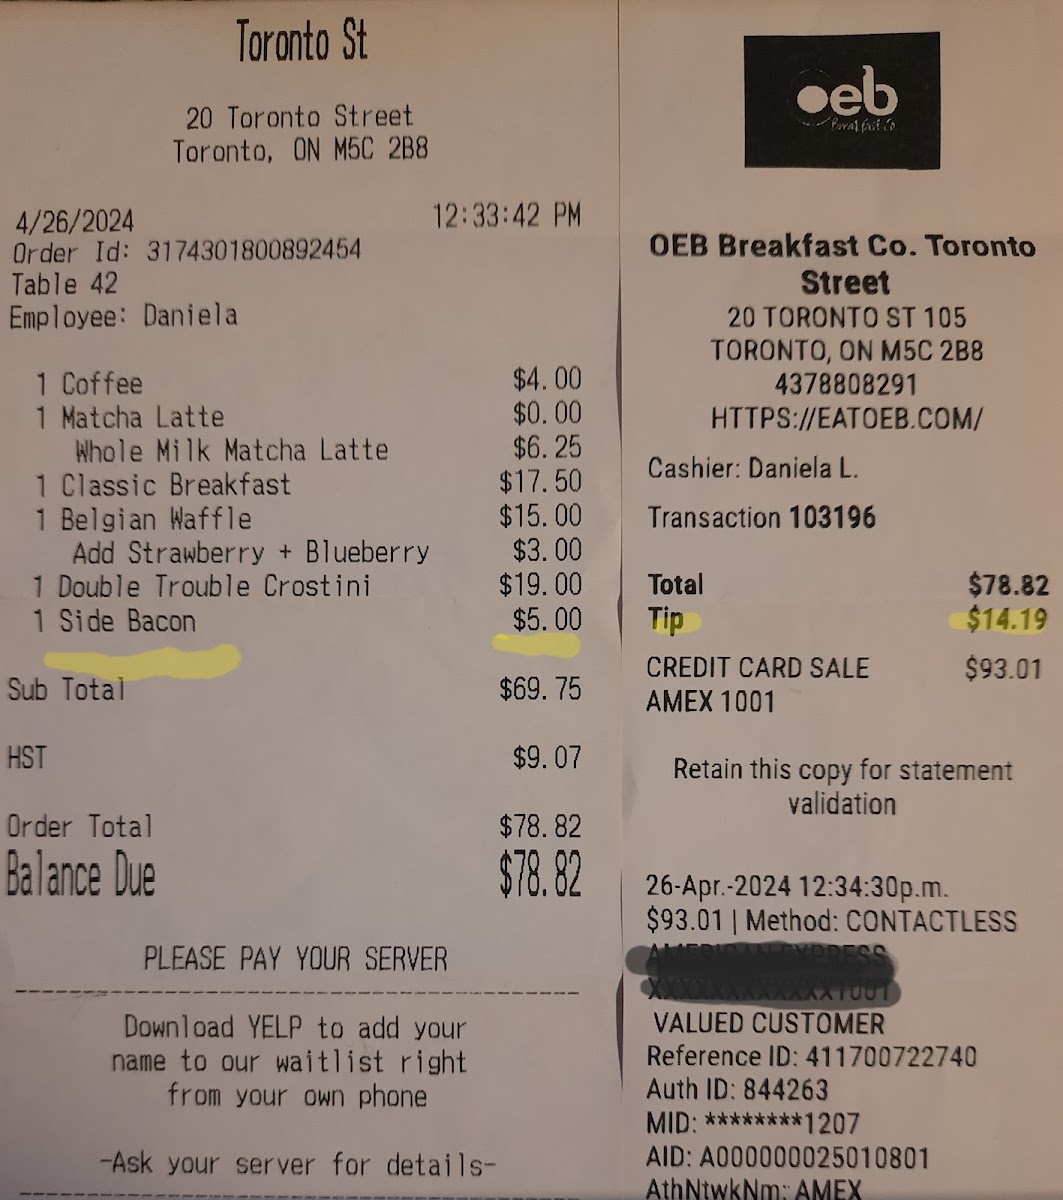 Toronto St
20 Toronto Street
Toronto, ON M5C 2B8
4/26/2024 12:33:42 PM
Order Id: 3174301800892454
Table 42
Employee: Daniela
1 Coffee $4.00
1 Matcha Latte $0.00
Whole Milk Matcha Latte $6.25
1 Classic Breakfast $17.50
1 Belgian Waffle $15.00
Add Strawberry + Blueberry $3.00
1 Double Trouble Crostini $19.00
1 Side Bacon $5.00
Sub Total $69.75
HST $9.07
Order Total $78.82
Balance Due $78.82
PLEASE PAY YOUR SERVER
Download YELP to add your
name to our waitlist right
from your own phone
-Ask your server for details-
oeb
Breakfast Co
OEB Breakfast Co. Toronto
Street
20 TORONTO ST 105
TORONTO, ON M5C 2B8
4378808291
HTTPS://EATOEB.COM/
Cashier: Daniela L.
Transaction 103196
Total $78.82
Tip $14.19
CREDIT CARD SALE $93.01
AMEX 1001
Retain this copy for statement
validation
26-Apr.-2024 12:34:30p.m.
$93.01 | Method: CONTACTLESS
VALUED CUSTOMER
Reference ID: 411700722740
Auth ID: 844263
MID: ********1207
AID: A000000025010801
AthNtwkNm: AMEX